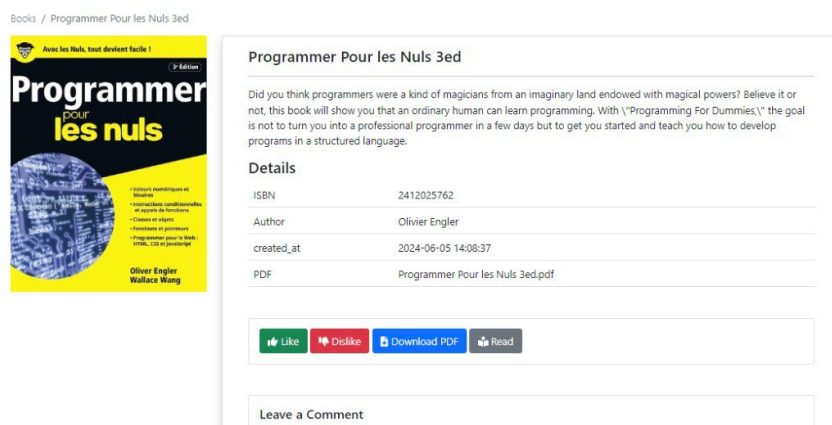 Books / Programmer Pour les Nuls 3ed
Avec les Nuls, tout devient facile !
3e Édition
Programmer
pour
les nuls
• Valeurs numériques et
binaires
• Instructions conditionnelles
et appels de fonctions
• Classes et objets
• Fonctions et pointeurs
• Programmer pour le Web :
HTML, CSS et JavaScript
Oliver Engler
Wallace Wang
Programmer Pour les Nuls 3ed
Did you think programmers were a kind of magicians from an imaginary land endowed with magical powers? Believe it or
not, this book will show you that an ordinary human can learn programming. With \"Programming For Dummies,\" the goal
is not to turn you into a professional programmer in a few days but to get you started and teach you how to develop
programs in a structured language.
Details
ISBN 2412025762
Author Olivier Engler
created_at 2024-06-05 14:08:37
PDF Programmer Pour les Nuls 3ed.pdf
Like Dislike Download PDF Read
Leave a Comment